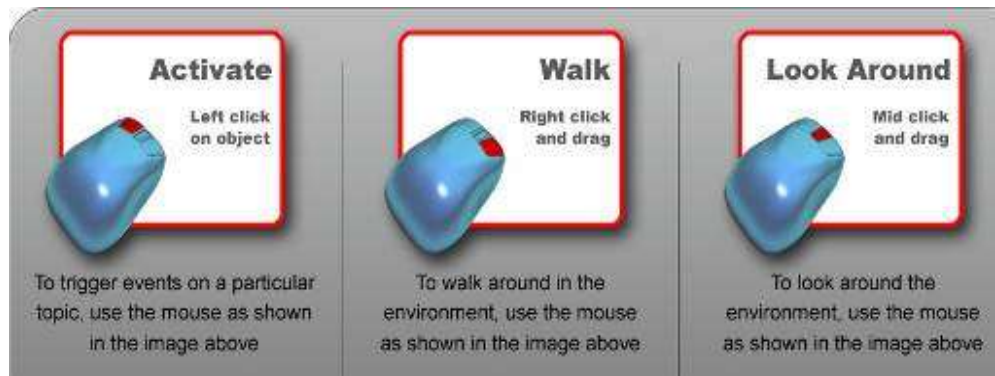 Activate
Left click
on object
To trigger events on a particular
topic, use the mouse as shown
in the image above
Walk
Right click
and drag
To walk around in the
environment, use the mouse
as shown in the image above
Look Around
Mid click
and drag
To look around the
environment, use the mouse
as shown in the image above